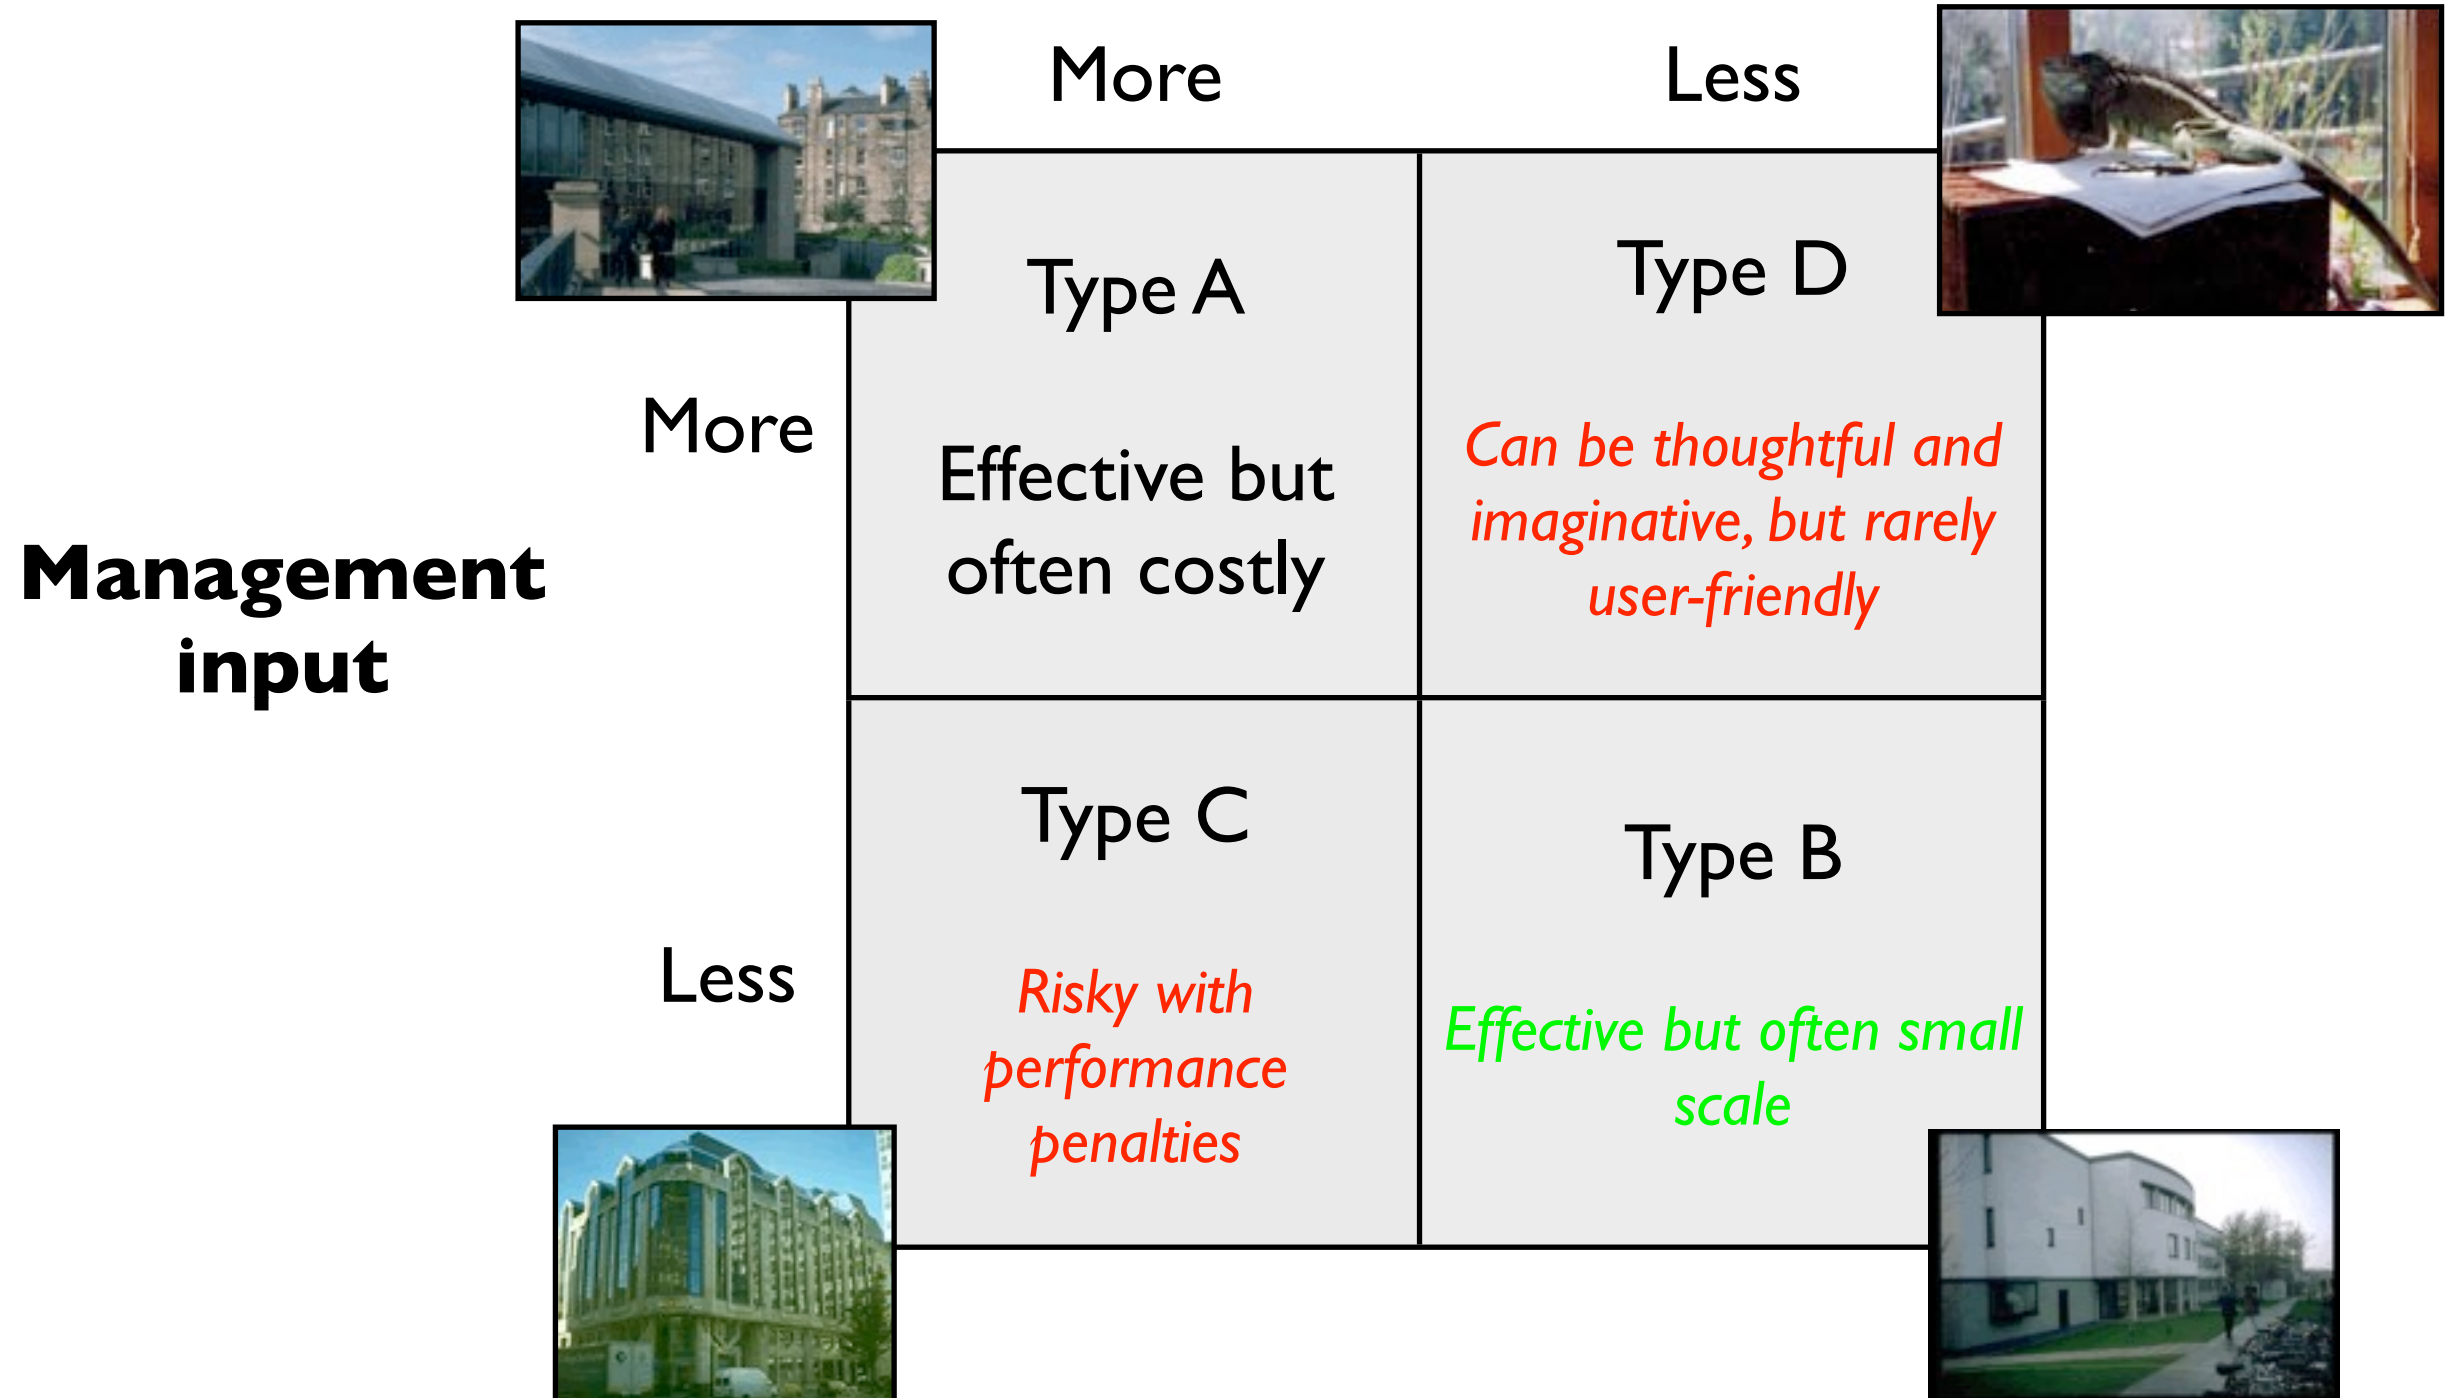 More
Less
Type A
Type D
More
Effective but
often costly
Can be thoughtful and
imaginative, but rarely
user-friendly
Management
input
Type C
Type B
Less
Risky with
performance
penalties
Effective but often small
scale